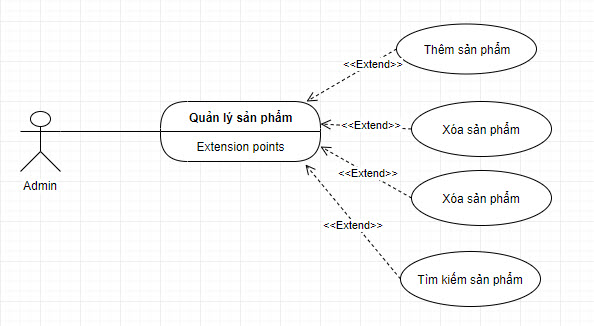 Thêm sản phẩm
<<Extend>>
Quản lý sản phẩm
<<Extend>>
Xóa sản phẩm
Extension points
<<Extend>>
Admin
Xóa sản phẩm
<<Extend>>
Tìm kiếm sản phẩm